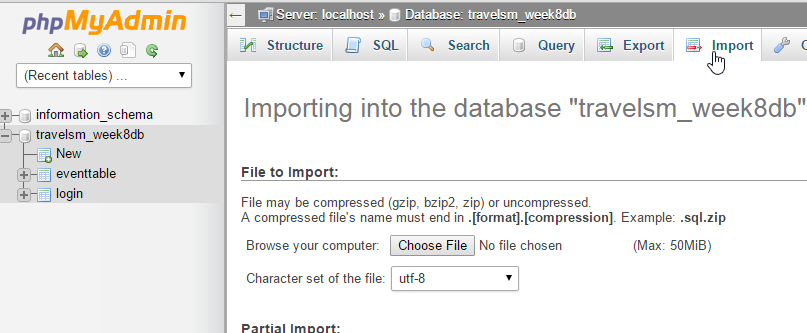 phpMyAdmin
(Recent tables) ...
information_schema
travelsm_week8db
New
eventtable
login
Server: localhost » Database: travelsm_week8db
Structure SQL Search Query Export Import
Importing into the database "travelsm_week8db"
File to Import:
File may be compressed (gzip, bzip2, zip) or uncompressed.
A compressed file's name must end in .[format].[compression]. Example: .sql.zip
Browse your computer: Choose File No file chosen (Max: 50MiB)
Character set of the file: utf-8
Partial Import: